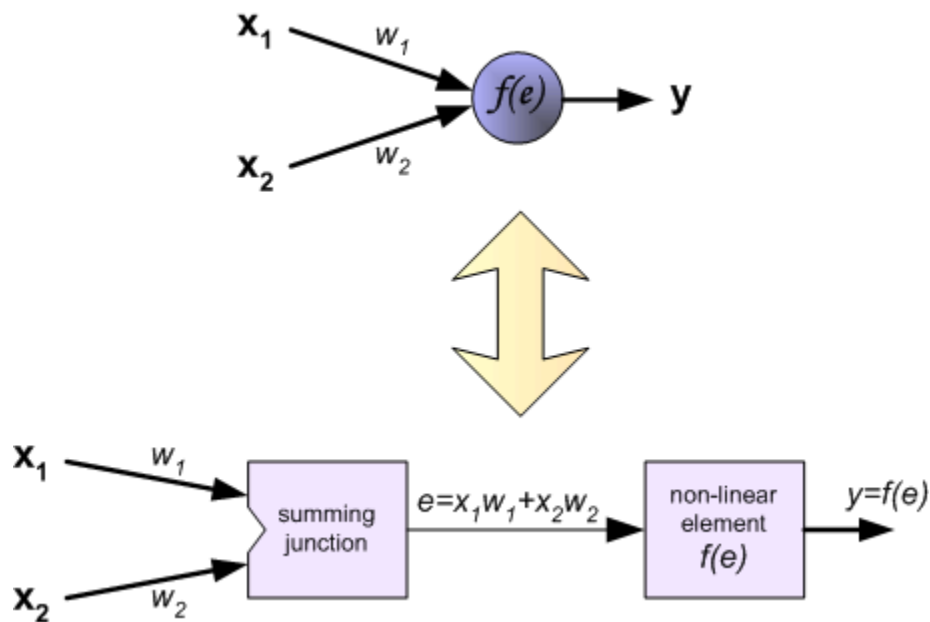 x₁
w₁
f(e)
y
w₂
x₂
x₁
w₁
summing
junction
e=x₁w₁+x₂w₂
non-linear
element
f(e)
y=f(e)
x₂
w₂